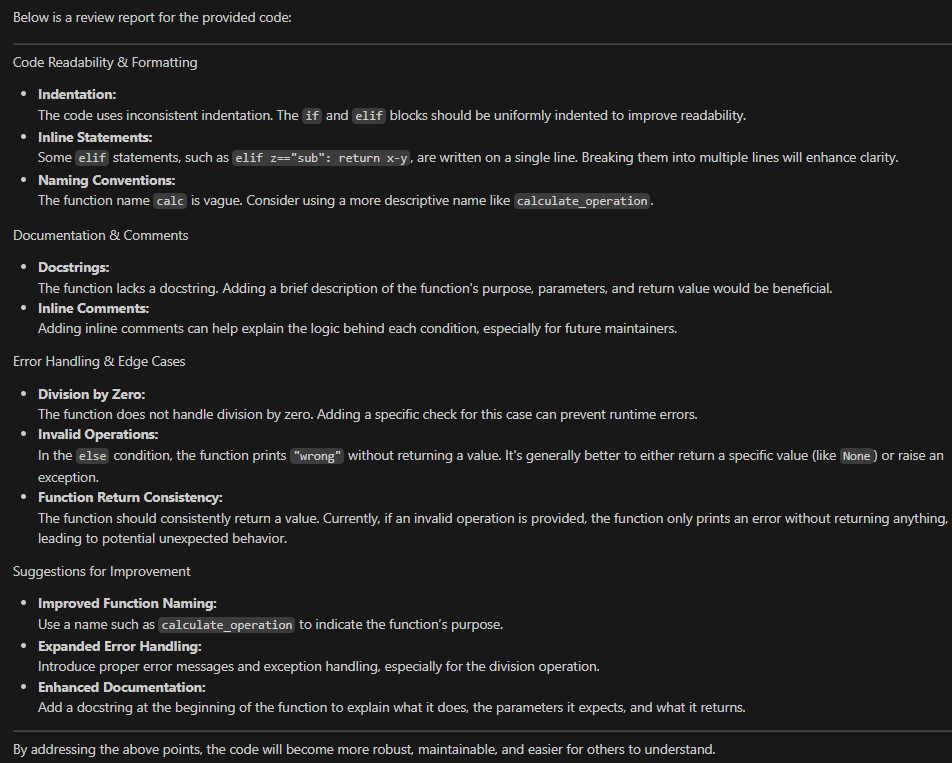 Below is a review report for the provided code:
Code Readability & Formatting
• Indentation:
The code uses inconsistent indentation. The if and elif blocks should be uniformly indented to improve readability.
• Inline Statements:
Some elif statements, such as elif z=="sub": return x-y, are written on a single line. Breaking them into multiple lines will enhance clarity.
• Naming Conventions:
The function name calc is vague. Consider using a more descriptive name like calculate_operation.
Documentation & Comments
• Docstrings:
The function lacks a docstring. Adding a brief description of the function's purpose, parameters, and return value would be beneficial.
• Inline Comments:
Adding inline comments can help explain the logic behind each condition, especially for future maintainers.
Error Handling & Edge Cases
• Division by Zero:
The function does not handle division by zero. Adding a specific check for this case can prevent runtime errors.
• Invalid Operations:
In the else condition, the function prints "wrong" without returning a value. It's generally better to either return a specific value (like None) or raise an
exception.
• Function Return Consistency:
The function should consistently return a value. Currently, if an invalid operation is provided, the function only prints an error without returning anything,
leading to potential unexpected behavior.
Suggestions for Improvement
• Improved Function Naming:
Use a name such as calculate_operation to indicate the function’s purpose.
• Expanded Error Handling:
Introduce proper error messages and exception handling, especially for the division operation.
• Enhanced Documentation:
Add a docstring at the beginning of the function to explain what it does, the parameters it expects, and what it returns.
By addressing the above points, the code will become more robust, maintainable, and easier for others to understand.